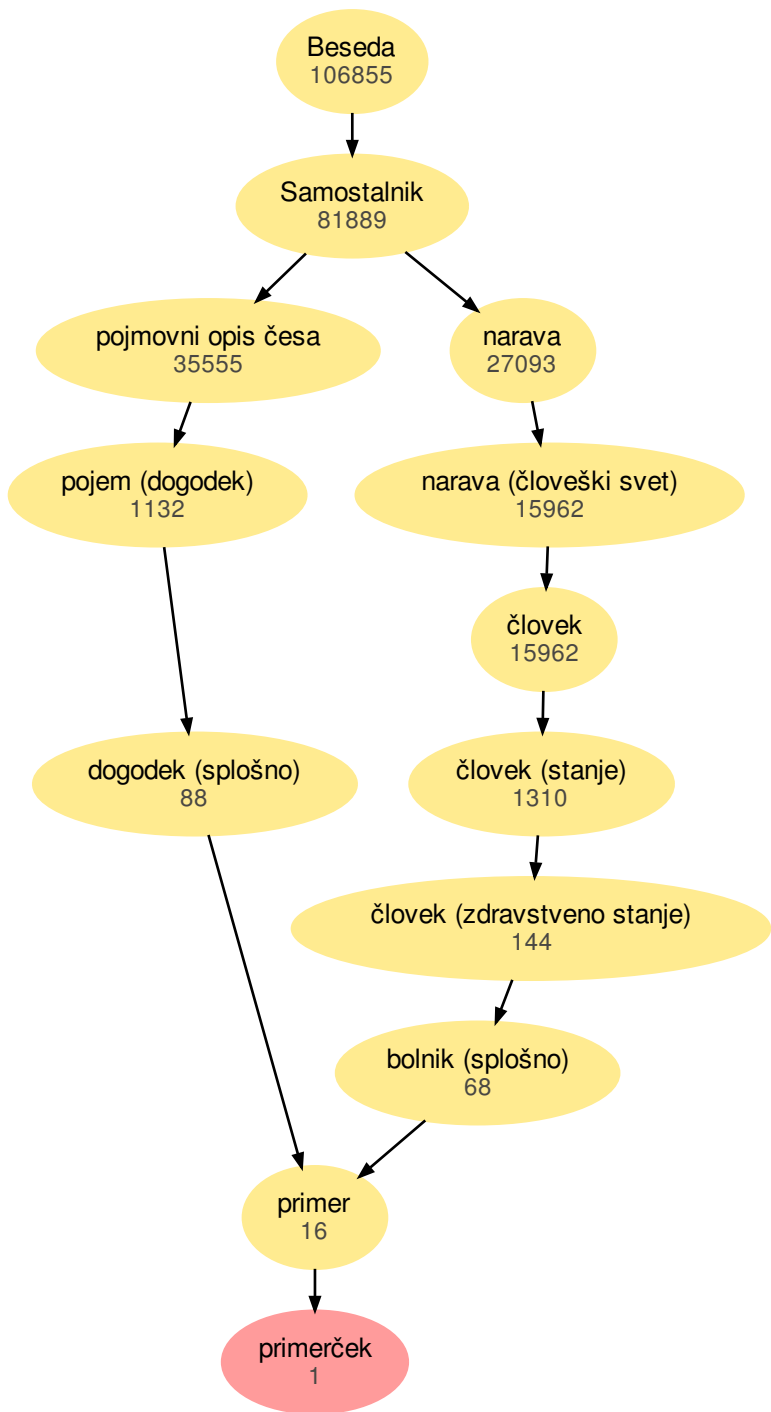 Beseda
106855
Samostalnik
81889
pojmovni opis česa
35555
narava
27093
pojem (dogodek)
1132
narava (človeški svet)
15962
človek
15962
dogodek (splošno)
88
človek (stanje)
1310
človek (zdravstveno stanje)
144
bolnik (splošno)
68
primer
16
primerček
1